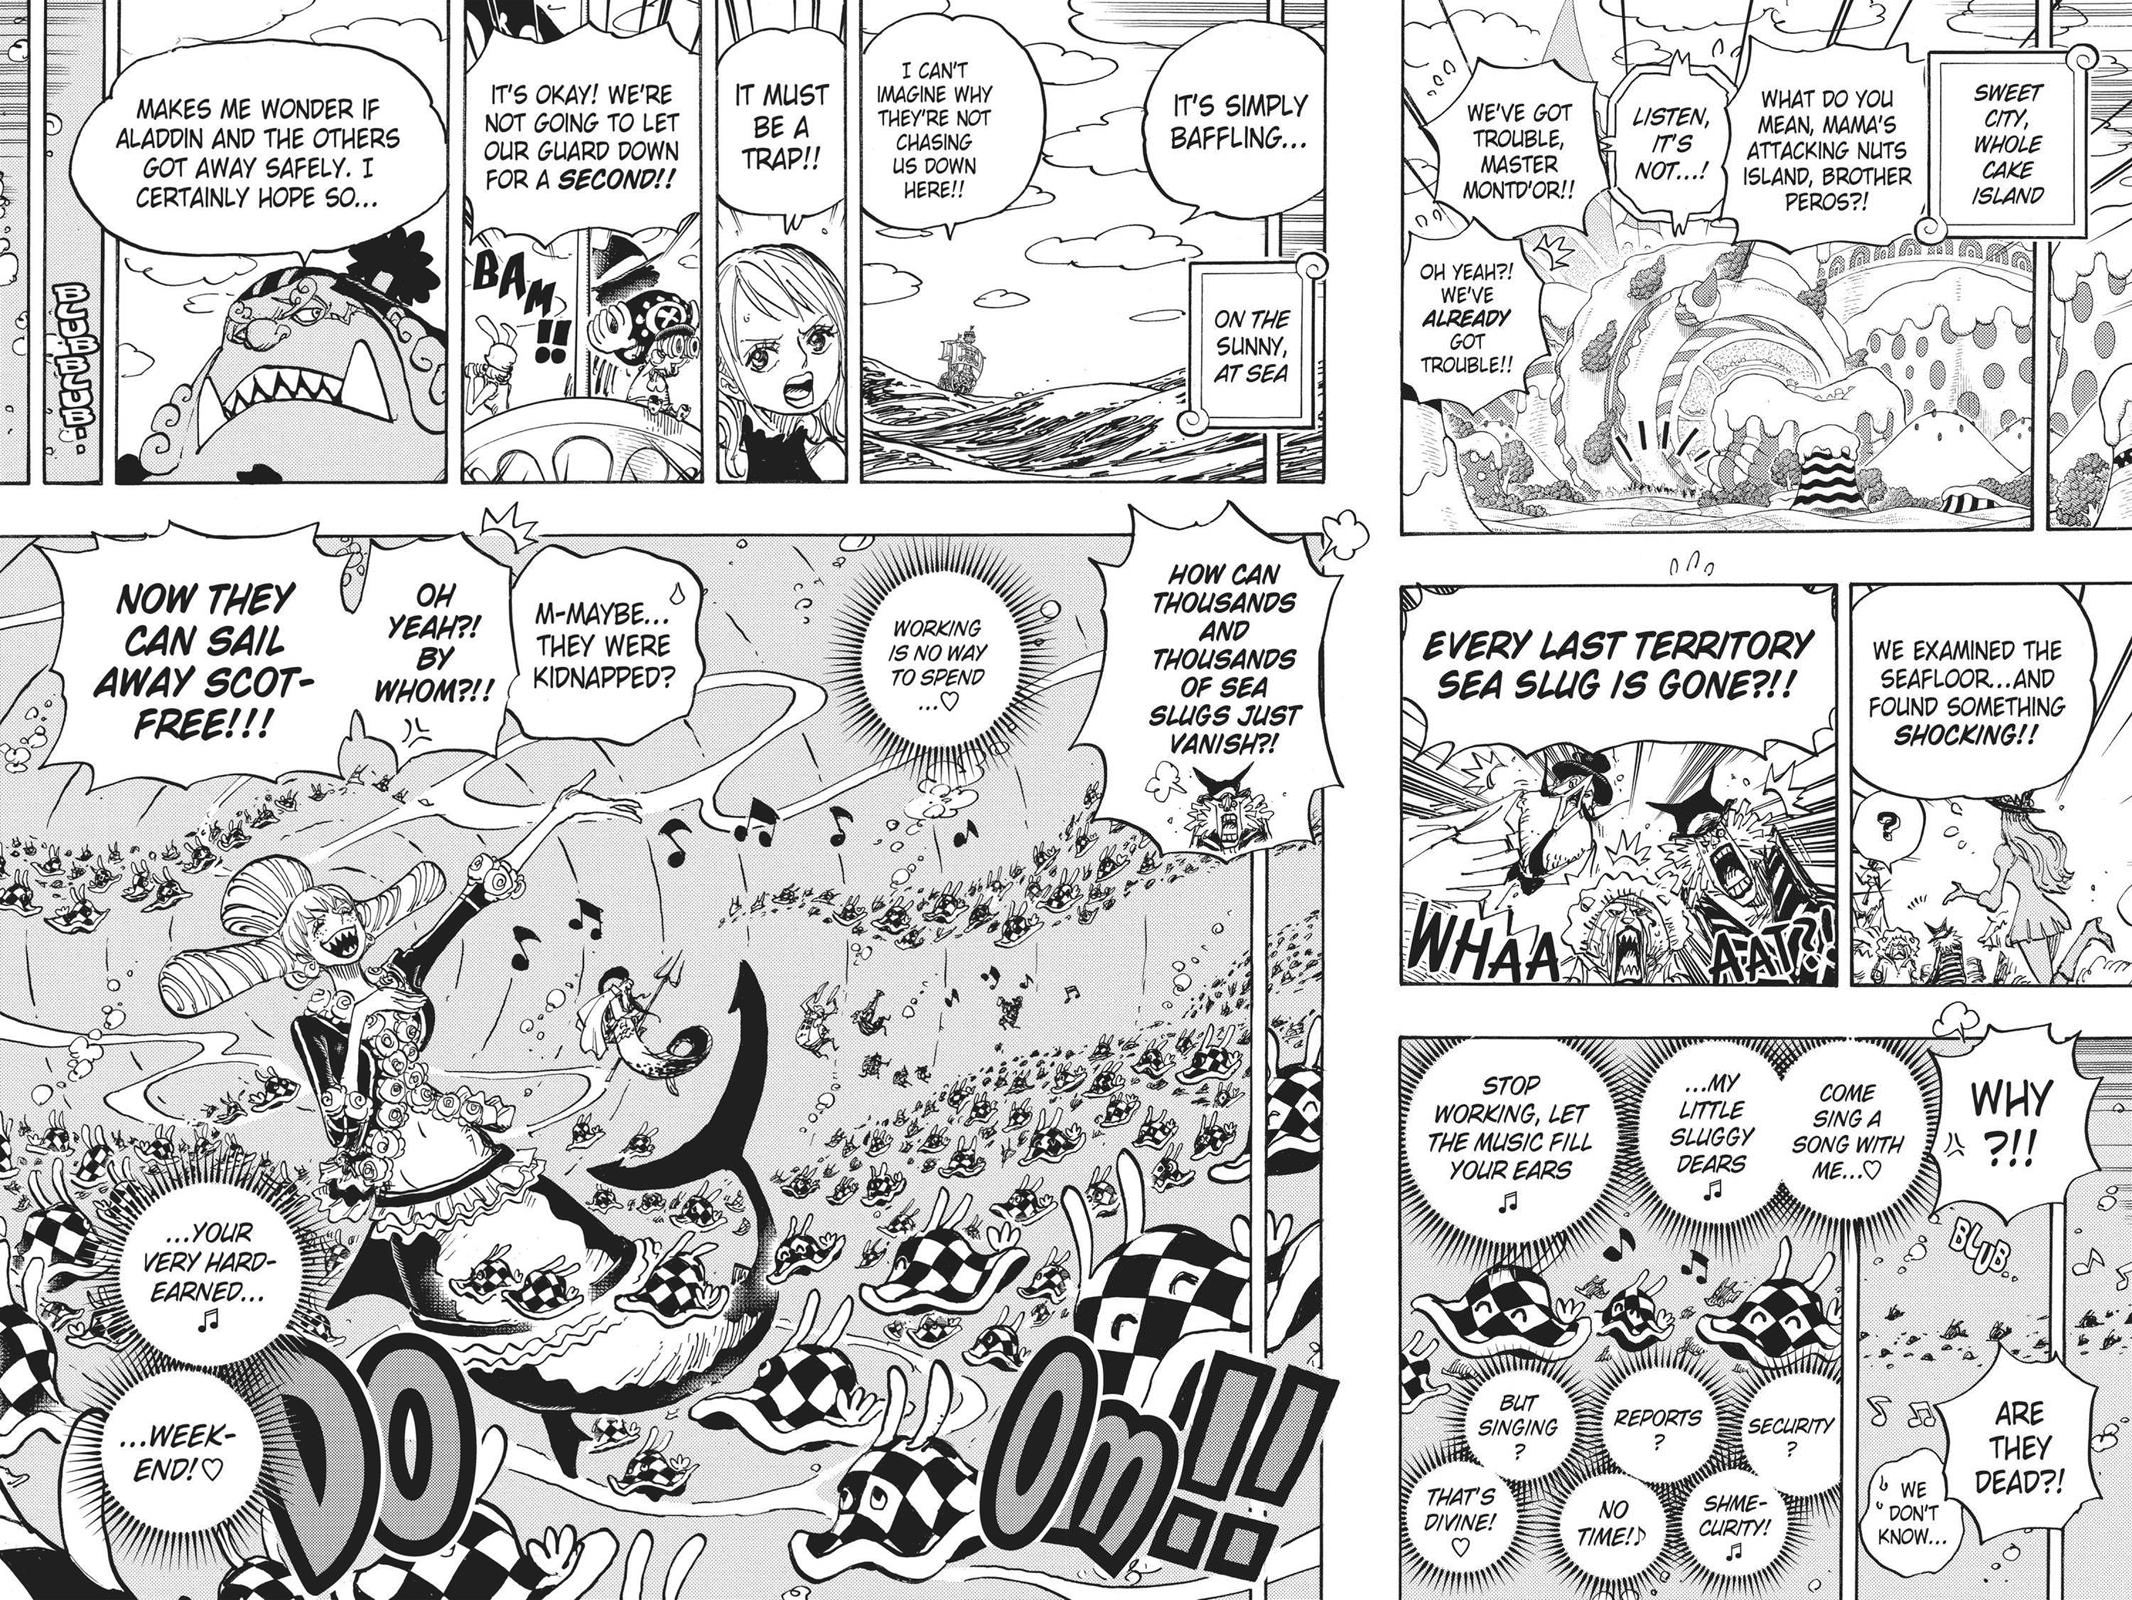 SWEET
CITY,
WHOLE
CAKE
ISLAND
WHAT DO YOU
MEAN, MAMA'S
ATTACKING NUTS
ISLAND, BROTHER
PEROS?!
LISTEN,
IT'S
NOT...!
WE'VE GOT
TROUBLE,
MASTER
MONTD'OR!!
OH YEAH?!
WE'VE
ALREADY
GOT
TROUBLE!!
WE EXAMINED THE
SEAFLOOR...AND
FOUND SOMETHING
SHOCKING!!
?
EVERY LAST TERRITORY
SEA SLUG IS GONE?!!
WHAA
AAT?!
WHY
?!!
BLUB...
ARE
THEY
DEAD?!
WE
DON'T
KNOW...
COME
SING A
SONG WITH
ME...♡
...MY
LITTLE
SLUGGY
DEARS
♫
STOP
WORKING, LET
THE MUSIC FILL
YOUR EARS
♫
SECURITY
?
SHME-
CURITY!
♫
REPORTS
?
NO
TIME!♪
BUT
SINGING
?
THAT'S
DIVINE!
♡
ON THE
SUNNY,
AT SEA
IT'S SIMPLY
BAFFLING...
I CAN'T
IMAGINE WHY
THEY'RE NOT
CHASING
US DOWN
HERE!!
IT MUST
BE A
TRAP!!
IT'S OKAY! WE'RE
NOT GOING TO LET
OUR GUARD DOWN
FOR A SECOND!!
BAM!!
MAKES ME WONDER IF
ALADDIN AND THE OTHERS
GOT AWAY SAFELY. I
CERTAINLY HOPE SO...
BLUBBLUB...
HOW CAN
THOUSANDS
AND
THOUSANDS
OF SEA
SLUGS JUST
VANISH?!
WORKING
IS NO WAY
TO SPEND
...♡
M-MAYBE...
THEY WERE
KIDNAPPED?
OH
YEAH?!
BY
WHOM?!!
NOW THEY
CAN SAIL
AWAY SCOT-
FREE!!!
...YOUR
VERY HARD-
EARNED...
♫
...WEEK-
END!♡
DOOM!!